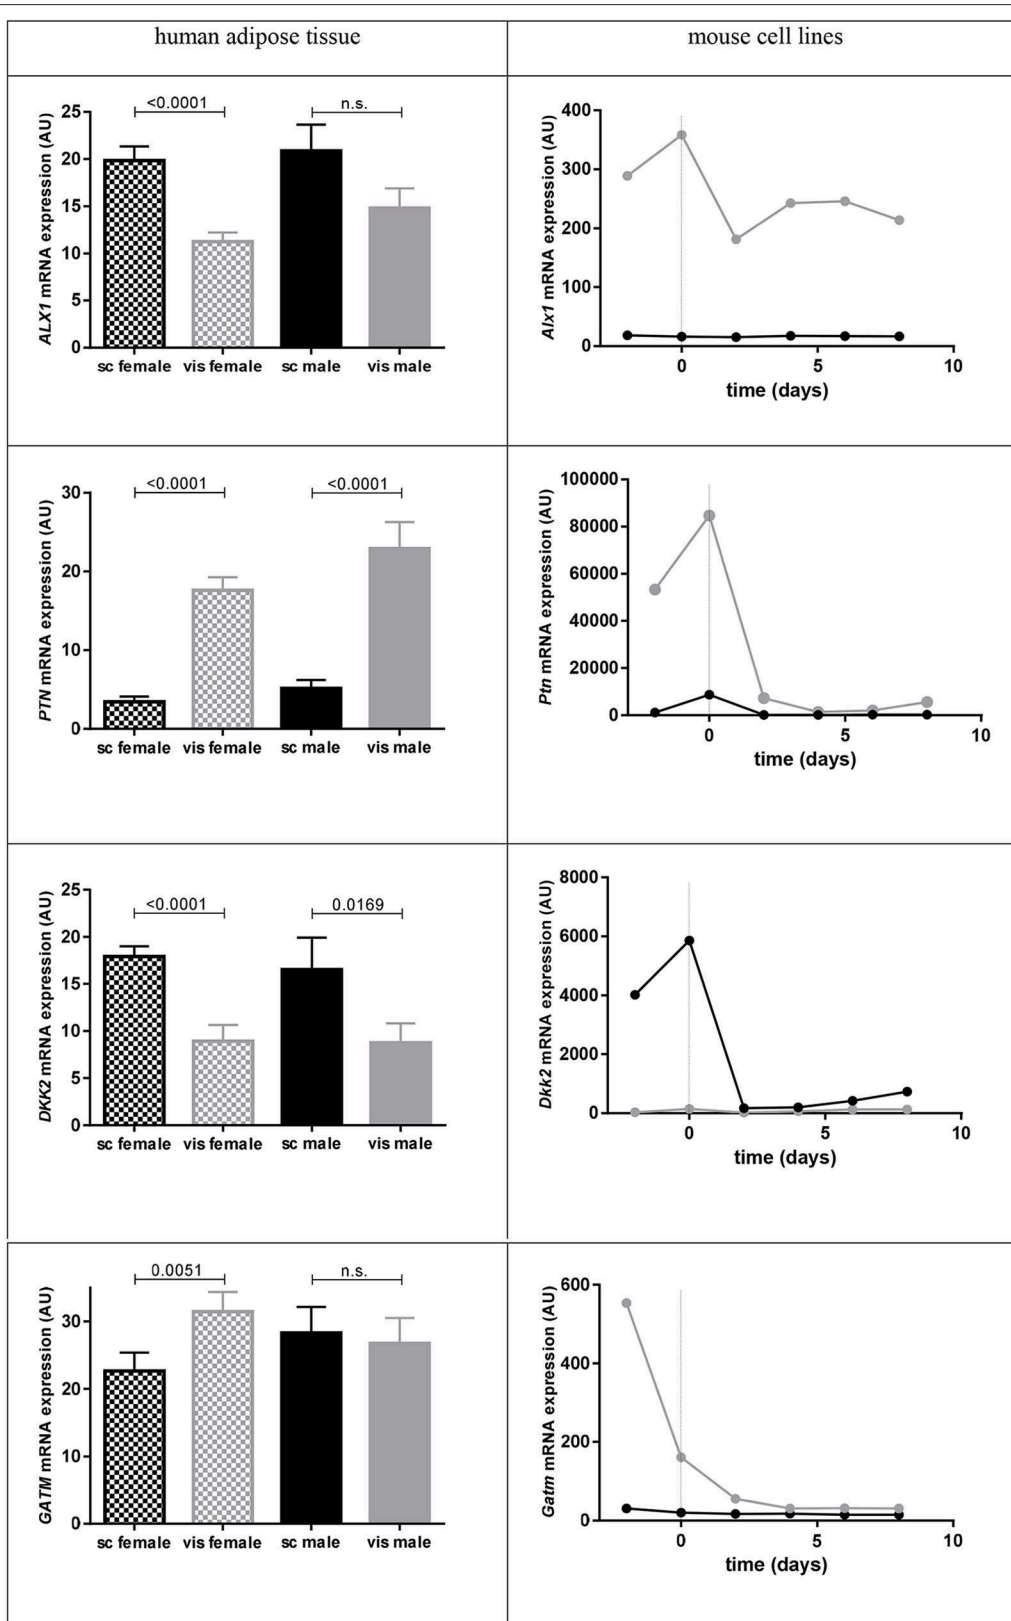 human adipose tissue
mouse cell lines
<0.0001
n.s.
25
20
15
10
5
0
ALX1 mRNA expression (AU)
sc female
vis female
sc male
vis male
400
300
200
100
0
Alx1 mRNA expression (AU)
0
5
10
time (days)
<0.0001
<0.0001
30
20
10
0
PTN mRNA expression (AU)
sc female
vis female
sc male
vis male
100000
80000
60000
40000
20000
0
Ptn mRNA expression (AU)
0
5
10
time (days)
<0.0001
0.0169
25
20
15
10
5
0
DKK2 mRNA expression (AU)
sc female
vis female
sc male
vis male
8000
6000
4000
2000
0
Dkk2 mRNA expression (AU)
0
5
10
time (days)
0.0051
n.s.
30
20
10
0
GATM mRNA expression (AU)
sc female
vis female
sc male
vis male
600
400
200
0
Gatm mRNA expression (AU)
0
5
10
time (days)